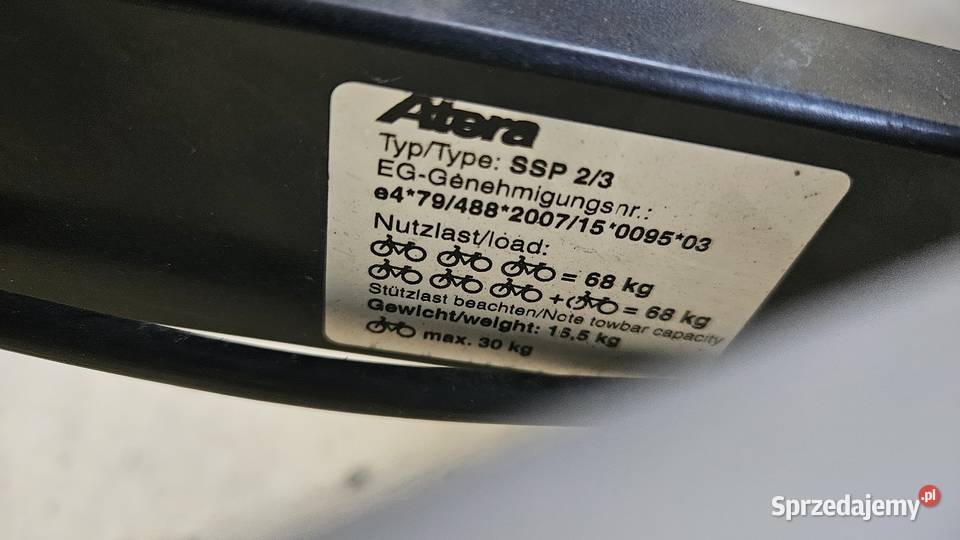 Atera
Typ/Type: SSP 2/3
EG-Genehmigungsnr.:
e4*79/488*2007/15*0095*03
Nutzlast/load:
= 68 kg
+( = 68 kg
Stützlast beachten/Note towbar capacity
Gewicht/weight: 15,5 kg
max. 30 kg
Sprzedajemy.pl